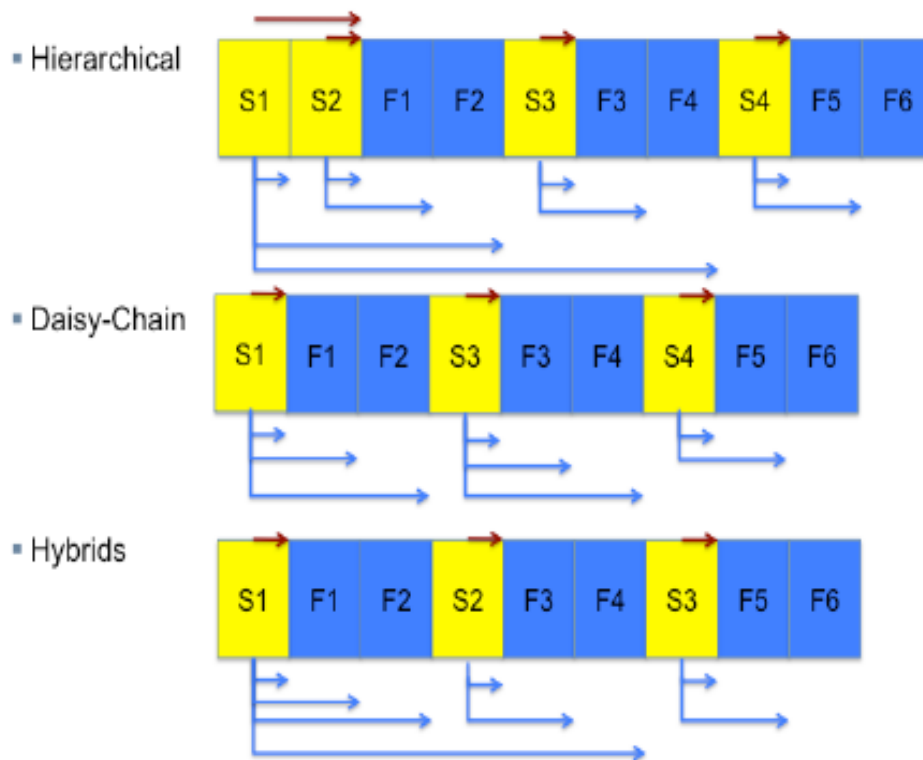 ▪ Hierarchical
S1 S2 F1 F2 S3 F3 F4 S4 F5 F6
▪ Daisy-Chain
S1 F1 F2 S3 F3 F4 S4 F5 F6
▪ Hybrids
S1 F1 F2 S2 F3 F4 S3 F5 F6